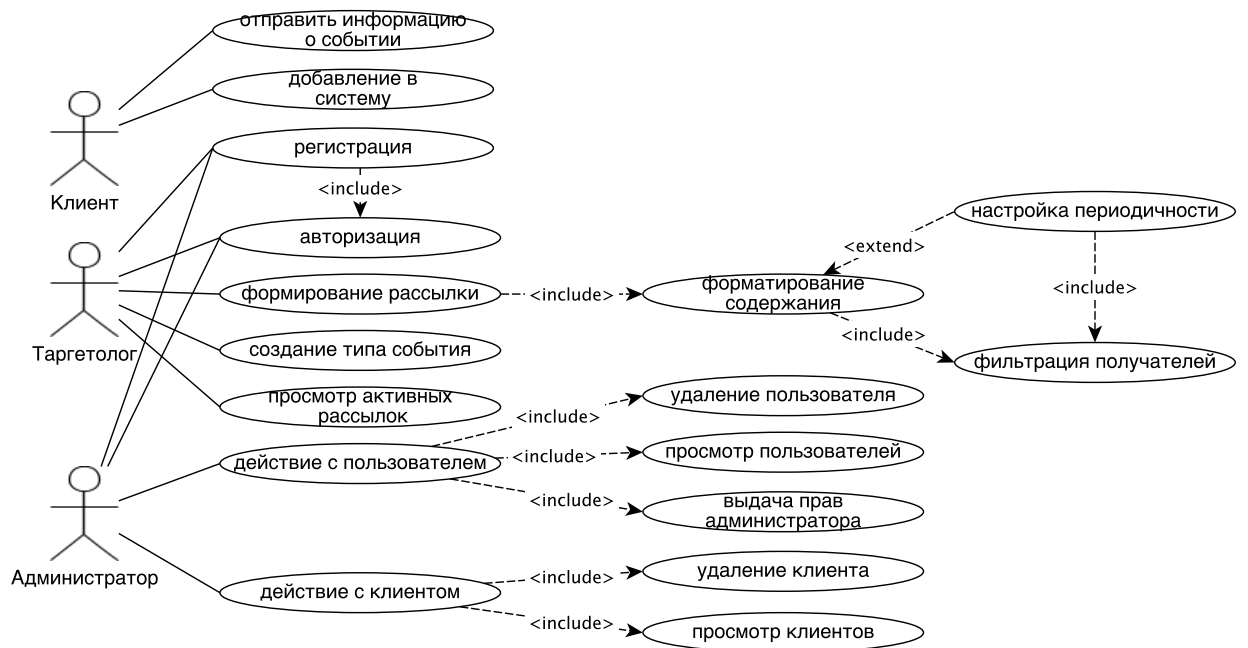 отправить информацию
о событии
добавление в
систему
Клиент
регистрация
<include>
авторизация
Таргетолог
формирование рассылки
<include>
форматирование
содержания
<extend>
настройка периодичности
<include>
<include>
фильтрация получателей
создание типа события
просмотр активных
рассылок
Администратор
действие с пользователем
<include>
удаление пользователя
<include>
просмотр пользователей
<include>
выдача прав
администратора
действие с клиентом
<include>
удаление клиента
<include>
просмотр клиентов